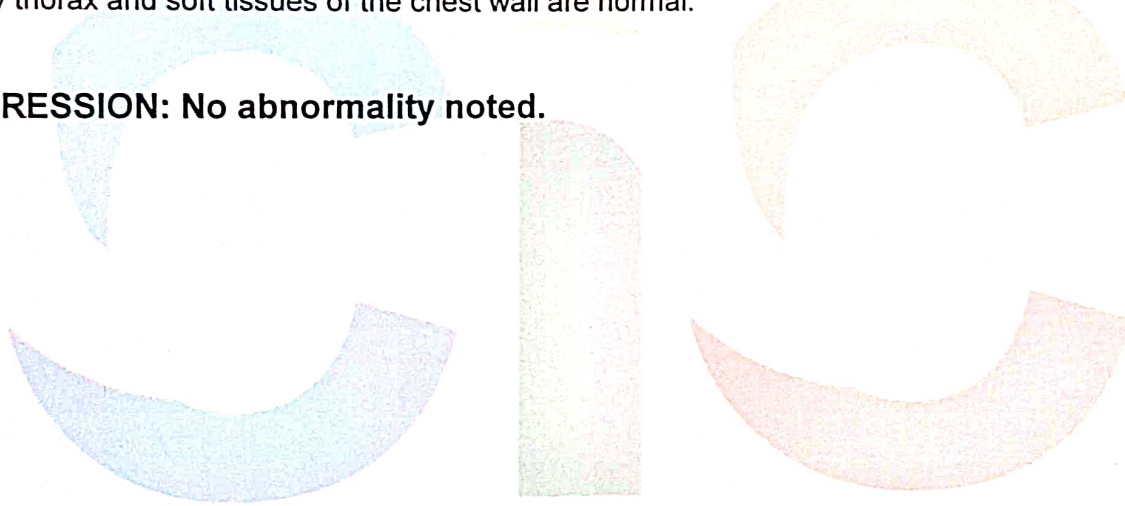 thorax and soft tissues of the chest wall are normal.
RESSION: No abnormality noted.